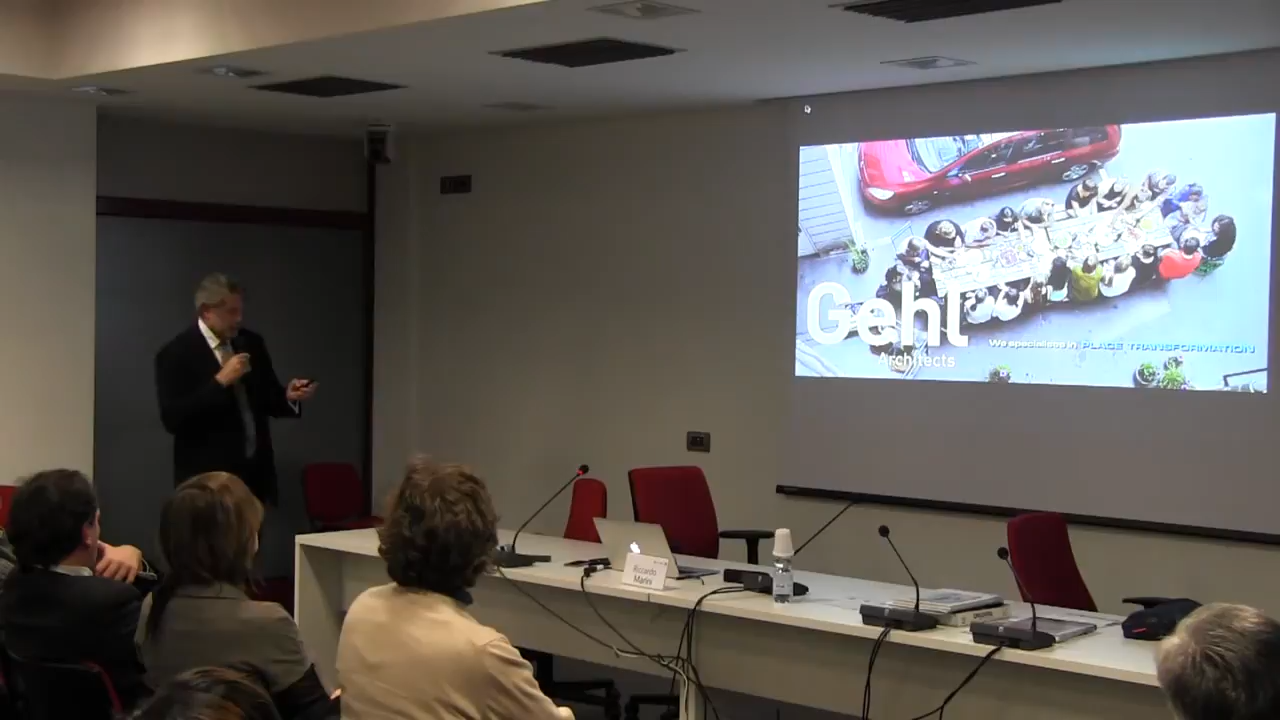 Gehl
Architects
We specialise in PLACE TRANSFORMATION
Riccardo
Marini